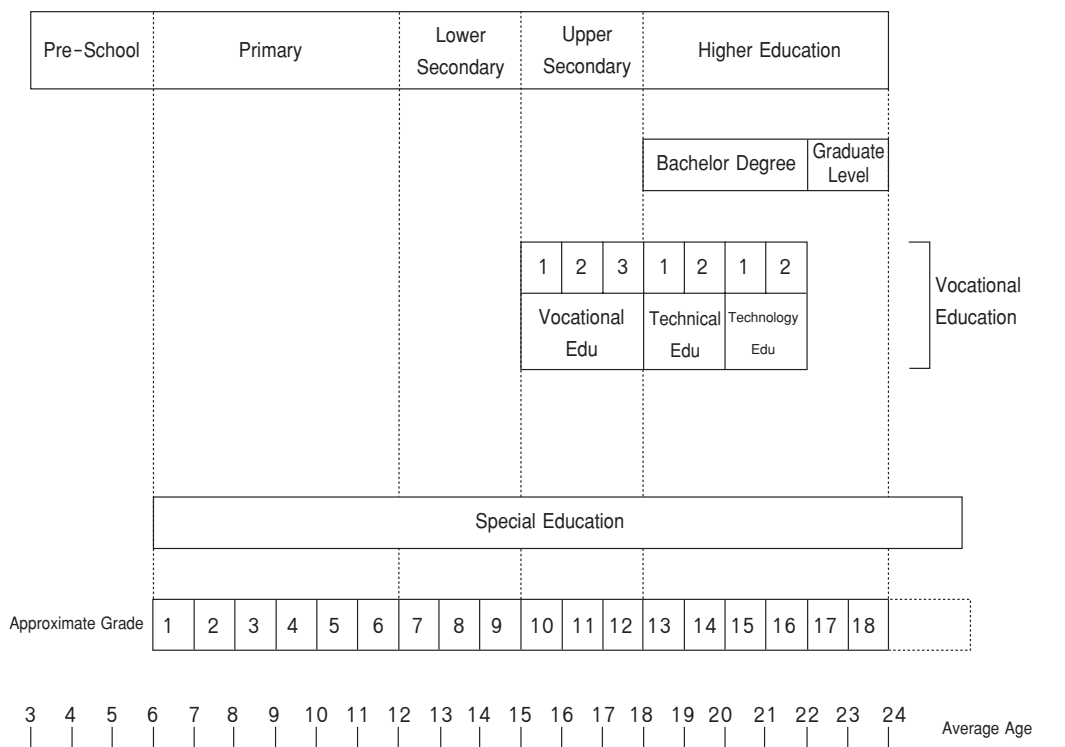 Pre-School Primary Lower Secondary Upper Secondary Higher Education
Bachelor Degree Graduate Level
1 2 3 1 2 1 2
Vocational Edu Technical Edu Technology Edu
Vocational Education
Special Education
Approximate Grade 1 2 3 4 5 6 7 8 9 10 11 12 13 14 15 16 17 18
3 4 5 6 7 8 9 10 11 12 13 14 15 16 17 18 19 20 21 22 23 24 Average Age